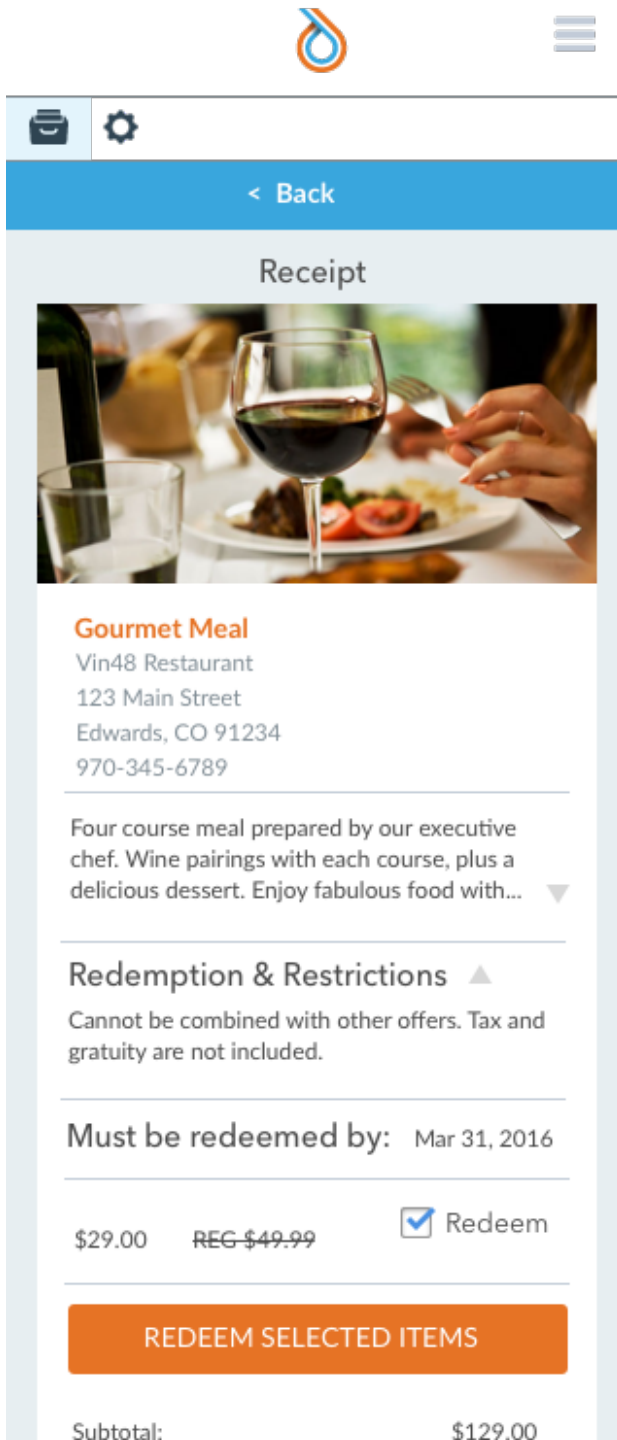 < Back
Receipt
Gourmet Meal
Vin48 Restaurant
123 Main Street
Edwards, CO 91234
970-345-6789
Four course meal prepared by our executive
chef. Wine pairings with each course, plus a
delicious dessert. Enjoy fabulous food with...
Redemption & Restrictions
Cannot be combined with other offers. Tax and
gratuity are not included.
Must be redeemed by: Mar 31, 2016
$29.00 REG $49.99 Redeem
REDEEM SELECTED ITEMS
Subtotal: $129.00